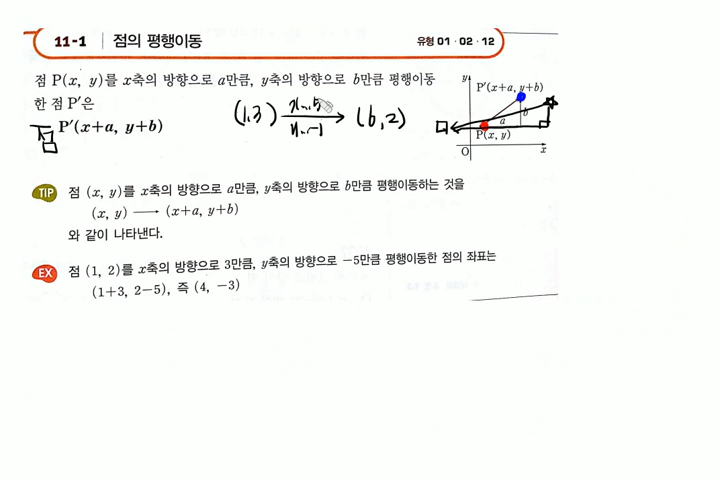 11-1 점의 평행이동 유형 01·02·12
점 P(x, y)를 x축의 방향으로 a만큼, y축의 방향으로 b만큼 평행이동
한 점 P′은
P′(x+a, y+b)
(1,3) → (6,2)
y
P′(x+a, y+b)
b
a
P(x, y)
O x
TIP 점 (x, y)를 x축의 방향으로 a만큼, y축의 방향으로 b만큼 평행이동하는 것을
(x, y) ⟶ (x+a, y+b)
와 같이 나타낸다.
EX 점 (1, 2)를 x축의 방향으로 3만큼, y축의 방향으로 −5만큼 평행이동한 점의 좌표는
(1+3, 2−5), 즉 (4, −3)